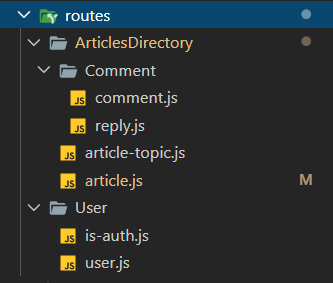 routes
ArticlesDirectory
Comment
JS comment.js
JS reply.js
JS article-topic.js
JS article.js M
User
JS is-auth.js
JS user.js